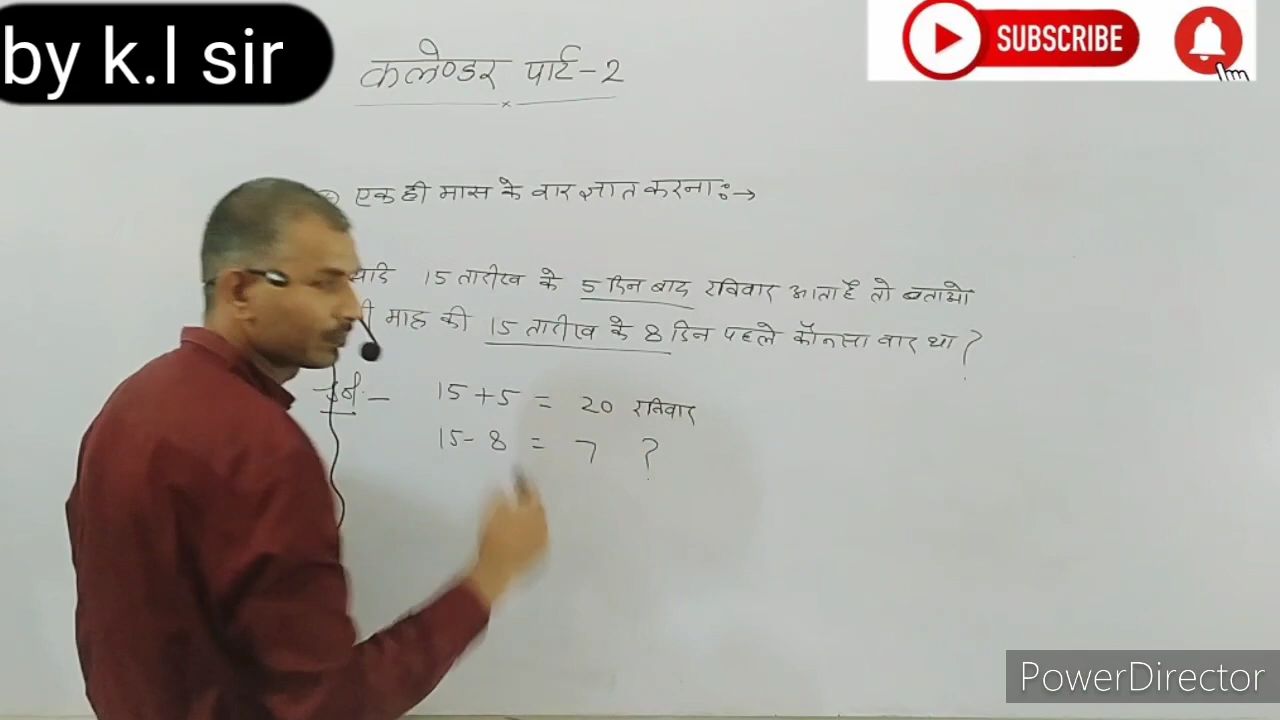 by k.l sir
SUBSCRIBE
कलेण्डर पार्ट-2
एक ही मास के वार ज्ञात करना :→
यदि 15 तारीख के 5 दिन बाद रविवार आता है तो बताओ
माह की 15 तारीख के 8 दिन पहले कौनसा वार था ?
15 + 5 = 20 रविवार
15 - 8 = 7 ?
PowerDirector